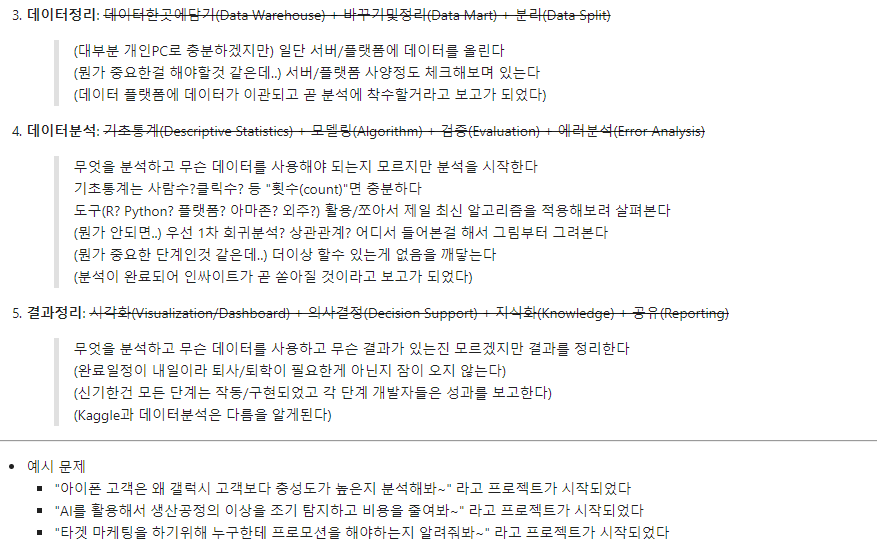 3. 데이터정리: 데이터한곳에담기(Data Warehouse) + 바꾸기및정리(Data Mart) + 분리(Data Split)
(대부분 개인PC로 충분하겠지만) 일단 서버/플랫폼에 데이터를 올린다
(뭔가 중요한걸 해야할것 같은데..) 서버/플랫폼 사양정도 체크해보며 있는다
(데이터 플랫폼에 데이터가 이관되고 곧 분석에 착수할거라고 보고가 되었다)
4. 데이터분석: 기초통계(Descriptive Statistics) + 모델링(Algorithm) + 검증(Evaluation) + 에러분석(Error Analysis)
무엇을 분석하고 무슨 데이터를 사용해야 되는지 모르지만 분석을 시작한다
기초통계는 사람수?클릭수? 등 "횟수(count)"면 충분하다
도구(R? Python? 플랫폼? 아마존? 외주?) 활용/쪼아서 제일 최신 알고리즘을 적용해보려 살펴본다
(뭔가 안되면..) 우선 1차 회귀분석? 상관관계? 어디서 들어본걸 해서 그림부터 그려본다
(뭔가 중요한 단계인것 같은데..) 더이상 할수 있는게 없음을 깨닫는다
(분석이 완료되어 인싸이트가 곧 쏟아질 것이라고 보고가 되었다)
5. 결과정리: 시각화(Visualization/Dashboard) + 의사결정(Decision Support) + 지식화(Knowledge) + 공유(Reporting)
무엇을 분석하고 무슨 데이터를 사용하고 무슨 결과가 있는진 모르겠지만 결과를 정리한다
(완료일정이 내일이라 퇴사/퇴학이 필요한게 아닌지 잠이 오지 않는다)
(신기한건 모든 단계는 작동/구현되었고 각 단계 개발자들은 성과를 보고한다)
(Kaggle과 데이터분석은 다름을 알게된다)
• 예시 문제
▪ "아이폰 고객은 왜 갤럭시 고객보다 충성도가 높은지 분석해봐~" 라고 프로젝트가 시작되었다
▪ "AI를 활용해서 생산공정의 이상을 조기 탐지하고 비용을 줄여봐~" 라고 프로젝트가 시작되었다
▪ "타겟 마케팅을 하기위해 누구한테 프로모션을 해야하는지 알려줘봐~" 라고 프로젝트가 시작되었다